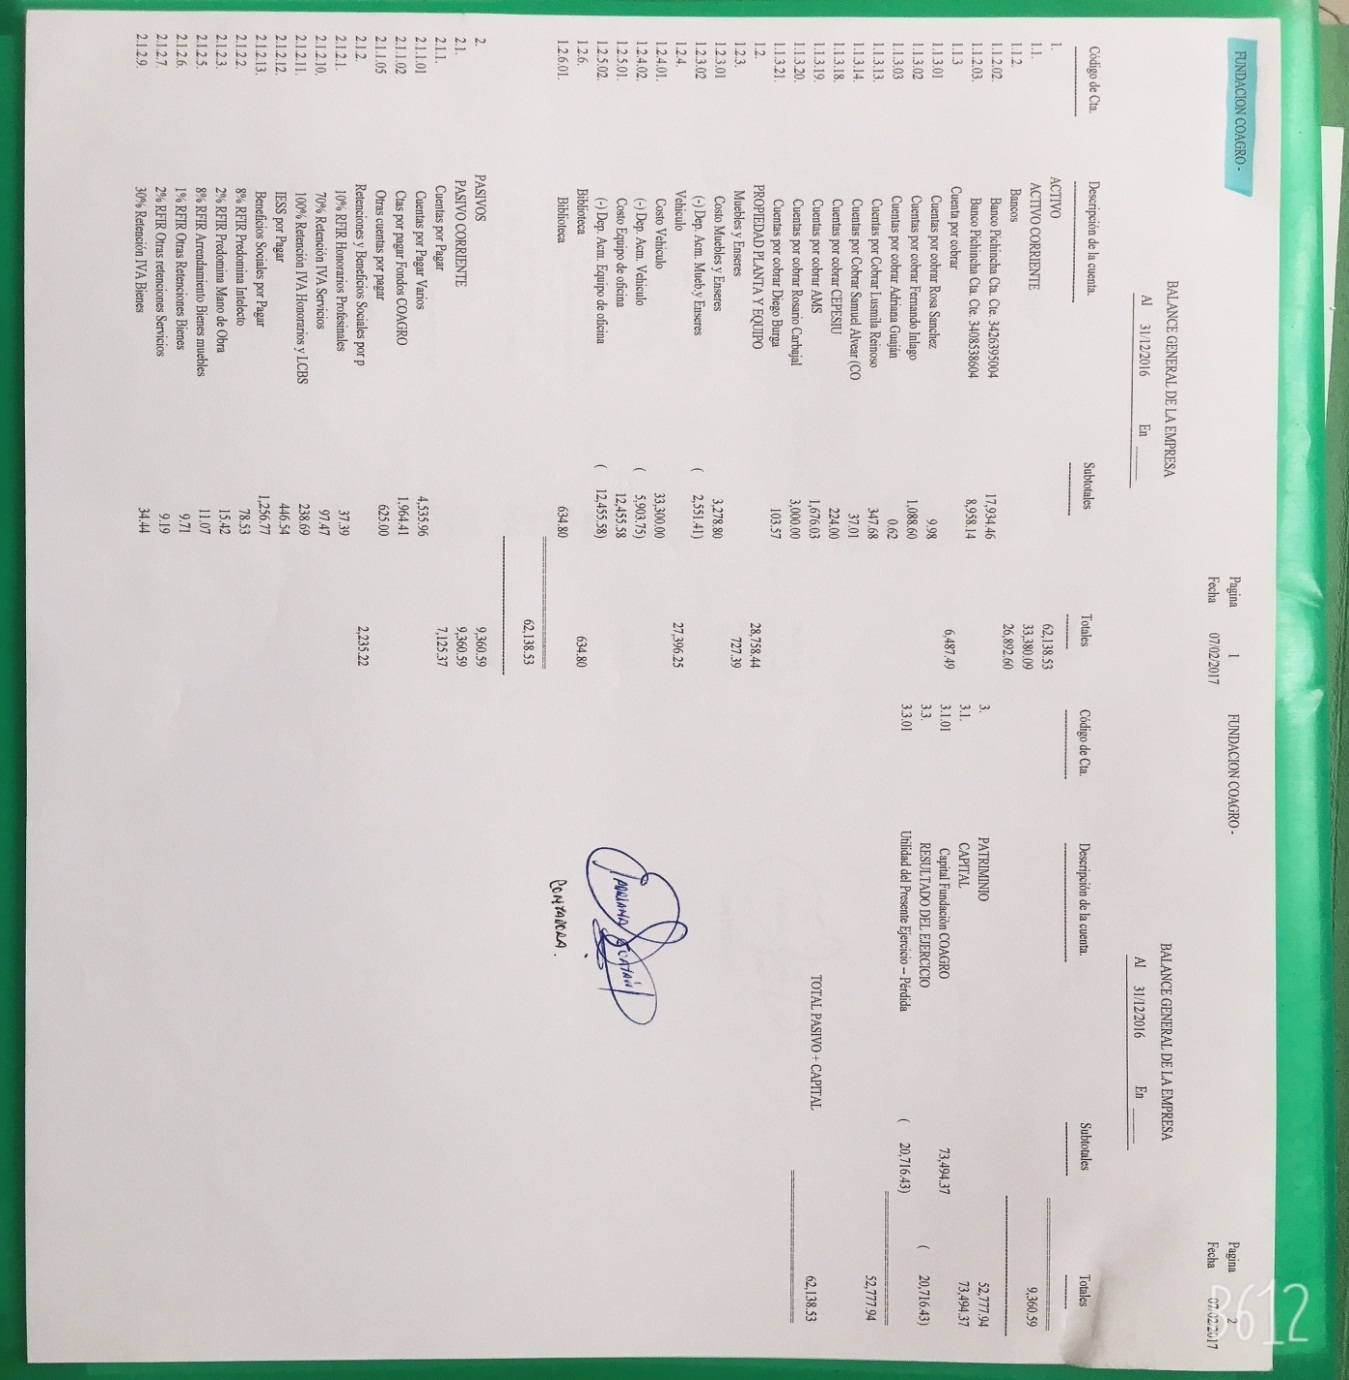 FUNDACION COAGRO -
Pagina 1
Fecha 07/02/2017
BALANCE GENERAL DE LA EMPRESA
Al 31/12/2016 En
Código de Cta. Descripción de la cuenta. Subtotales Totales
1. ACTIVO 62,138.53
1.1. ACTIVO CORRIENTE 33,380.09
1.1.2. Bancos 26,892.60
1.1.2.02. Banco Pichincha Cta. Cte. 3426395004 17,934.46
1.1.2.03. Banco Pichincha Cta. Cte. 3408538604 8,958.14
1.1.3 Cuenta por cobrar 6,487.49
1.1.3.01 Cuentas por cobrar Rosa Sanchez 9.98
1.1.3.02 Cuentas por cobrar Fernando Inlago 1,088.60
1.1.3.03 Cuentas por cobrar Adriana Guaján 0.62
1.1.3.13. Cuentas por Cobrar Lusmila Reinoso 347.68
1.1.3.14. Cuentas por Cobrar Samuel Alvear (CO 37.01
1.1.3.18. Cuentas por cobrar CEPESIU 224.00
1.1.3.19. Cuentas por cobrar AMS 1,676.03
1.1.3.20. Cuentas por cobrar Rosario Carbajal 3,000.00
1.1.3.21. Cuentas por cobrar Diego Burga 103.57
1.2. PROPIEDAD PLANTA Y EQUIPO 28,758.44
1.2.3. Muebles y Enseres 727.39
1.2.3.01 Costo Muebles y Enseres 3,278.80
1.2.3.02 (-) Dep. Acm. Mueb.y Enseres ( 2,551.41)
1.2.4. Vehiculo 27,396.25
1.2.4.01. Costo Vehiculo 33,300.00
1.2.4.02. (-) Dep. Acm. Vehiculo ( 5,903.75)
1.2.5.01. Costo Equipo de oficina 12,455.58
1.2.5.02. (-) Dep. Acm. Equipo de oficina ( 12,455.58)
1.2.6. Biblioteca 634.80
1.2.6.01. Biblioteca 634.80
62,138.53
2. PASIVOS 9,360.59
2.1. PASIVO CORRIENTE 9,360.59
2.1.1. Cuentas por Pagar 7,125.37
2.1.1.01 Cuentas por Pagar Varios 4,535.96
2.1.1.02 Ctas por pagar Fondos COAGRO 1,964.41
2.1.1.05 Otras cuentas por pagar 625.00
2.1.2. Retenciones y Beneficios Sociales por p 2,235.22
2.1.2.1. 10% RFIR Honorarios Profesinales 37.39
2.1.2.10. 70% Retención IVA Servicios 97.47
2.1.2.11. 100% Retención IVA Honorarios y LCBS 238.69
2.1.2.12. IESS por Pagar 446.54
2.1.2.13. Beneficios Sociales por Pagar 1,256.77
2.1.2.2 8% RFIR Predomina Intelecto 78.53
2.1.2.3. 2% RFIR Predomina Mano de Obra 15.42
2.1.2.5. 8% RFIR Arrendamiento Bienes muebles 11.07
2.1.2.6. 1% RFIR Otras Retenciones Bienes 9.71
2.1.2.7. 2% RFIR Otras retenciones Servicios 9.19
2.1.2.9. 30% Retención IVA Bienes 34.44
FUNDACION COAGRO -
Pagina 2
Fecha 07/02/2017
BALANCE GENERAL DE LA EMPRESA
Al 31/12/2016 En
Código de Cta. Descripción de la cuenta. Subtotales Totales
9,360.59
3. PATRIMINIO 52,777.94
3.1. CAPITAL 73,494.37
3.1.01 Capital Fundación COAGRO 73,494.37
3.3. RESULTADO DEL EJERCICIO ( 20,716.43)
3.3.01 Utilidad del Presente Ejercicio -- Pérdida ( 20,716.43)
52,777.94
TOTAL PASIVO + CAPITAL 62,138.53
ADRIANA GUAJÁN
CONTADORA.
B612